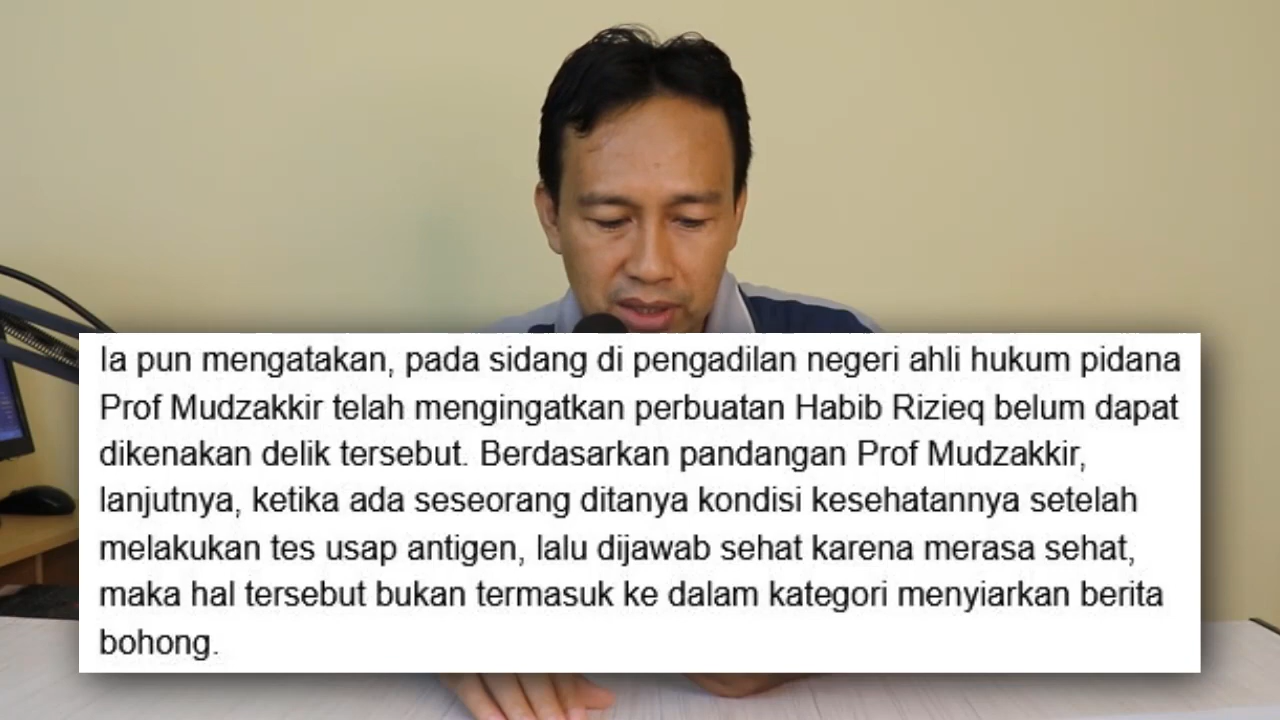 Ia pun mengatakan, pada sidang di pengadilan negeri ahli hukum pidana
Prof Mudzakkir telah mengingatkan perbuatan Habib Rizieq belum dapat
dikenakan delik tersebut. Berdasarkan pandangan Prof Mudzakkir,
lanjutnya, ketika ada seseorang ditanya kondisi kesehatannya setelah
melakukan tes usap antigen, lalu dijawab sehat karena merasa sehat,
maka hal tersebut bukan termasuk ke dalam kategori menyiarkan berita
bohong.